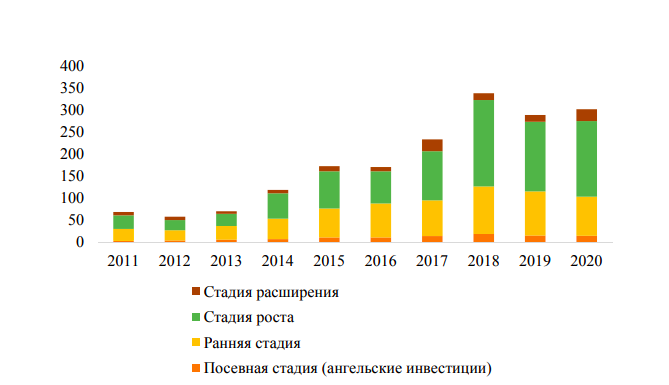 400
350
300
250
200
150
100
50
0
2011 2012 2013 2014 2015 2016 2017 2018 2019 2020
Стадия расширения
Стадия роста
Ранняя стадия
Посевная стадия (ангельские инвестиции)